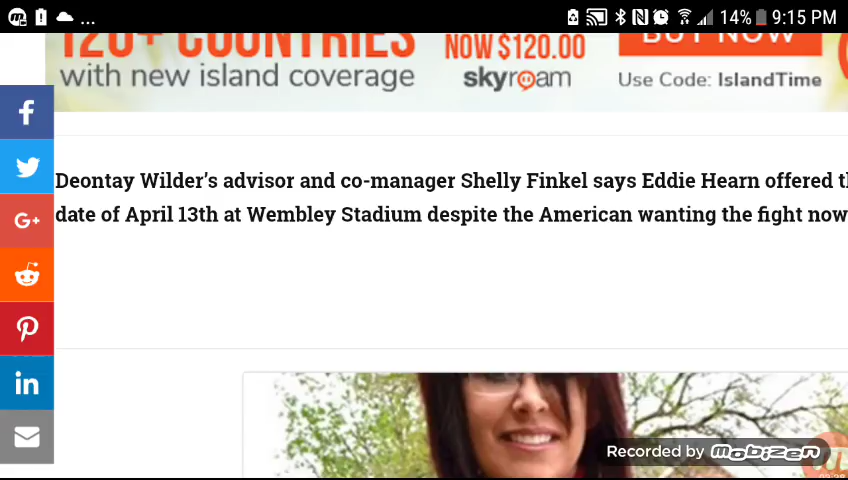 14% 9:15 PM
120+ COUNTRIES
with new island coverage
NOW $120.00
skyroam
BUY NOW
Use Code: IslandTime
f
G+
Deontay Wilder's advisor and co-manager Shelly Finkel says Eddie Hearn offered
date of April 13th at Wembley Stadium despite the American wanting the fight now
in
Recorded by mobizen